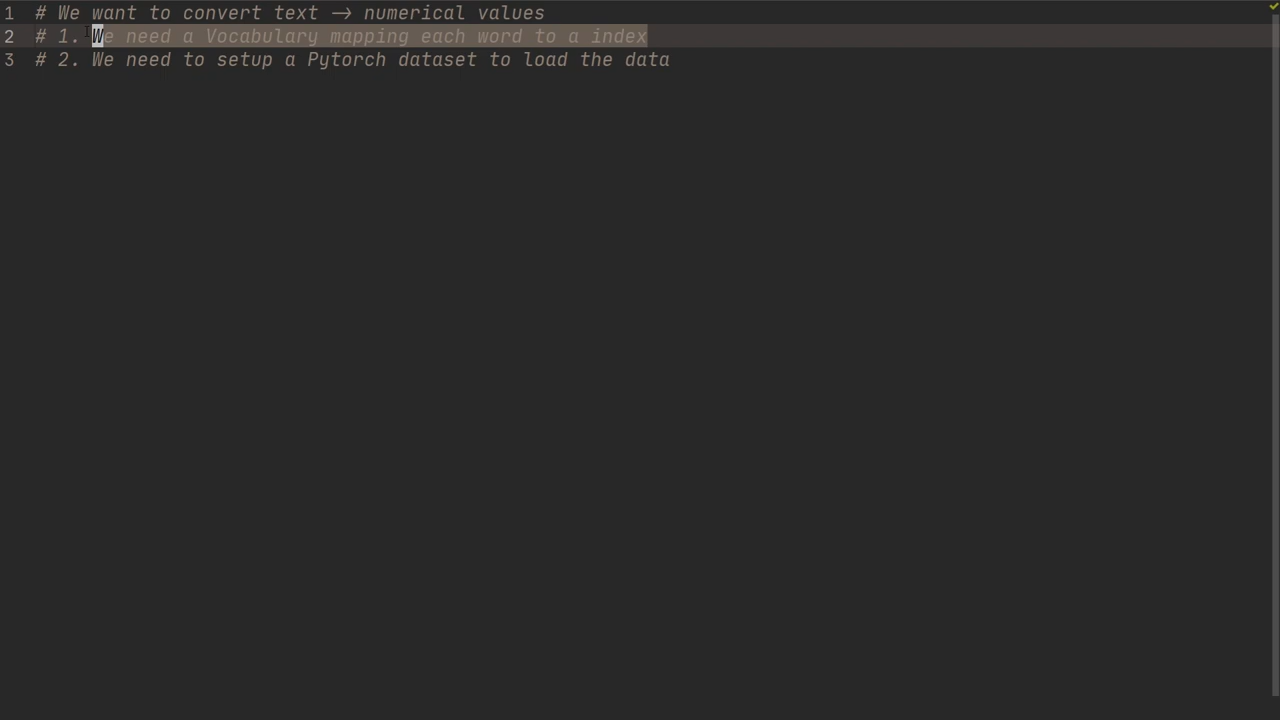 1 # We want to convert text -> numerical values
2 # 1. We need a Vocabulary mapping each word to a index
3 # 2. We need to setup a Pytorch dataset to load the data